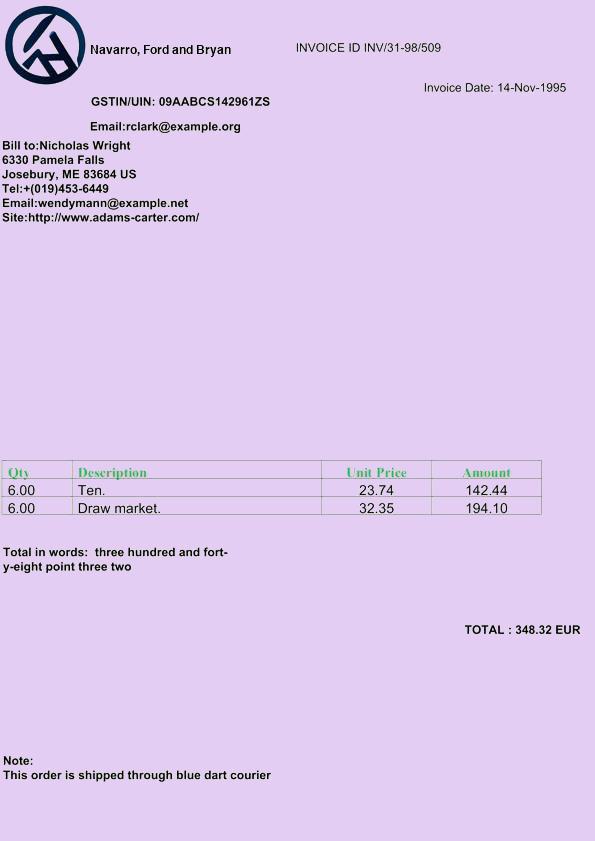 Navarro, Ford and Bryan
INVOICE ID INV/31-98/509
Invoice Date: 14-Nov-1995
GSTIN/UIN: 09AABCS142961ZS
Email:rclark@example.org
Bill to:Nicholas Wright
6330 Pamela Falls
Josebury, ME 83684 US
Tel:+(019)453-6449
Email:wendymann@example.net
Site:http://www.adams-carter.com/
Qty Description Unit Price Amount
6.00 Ten. 23.74 142.44
6.00 Draw market. 32.35 194.10
Total in words: three hundred and fort-
y-eight point three two
TOTAL : 348.32 EUR
Note:
This order is shipped through blue dart courier